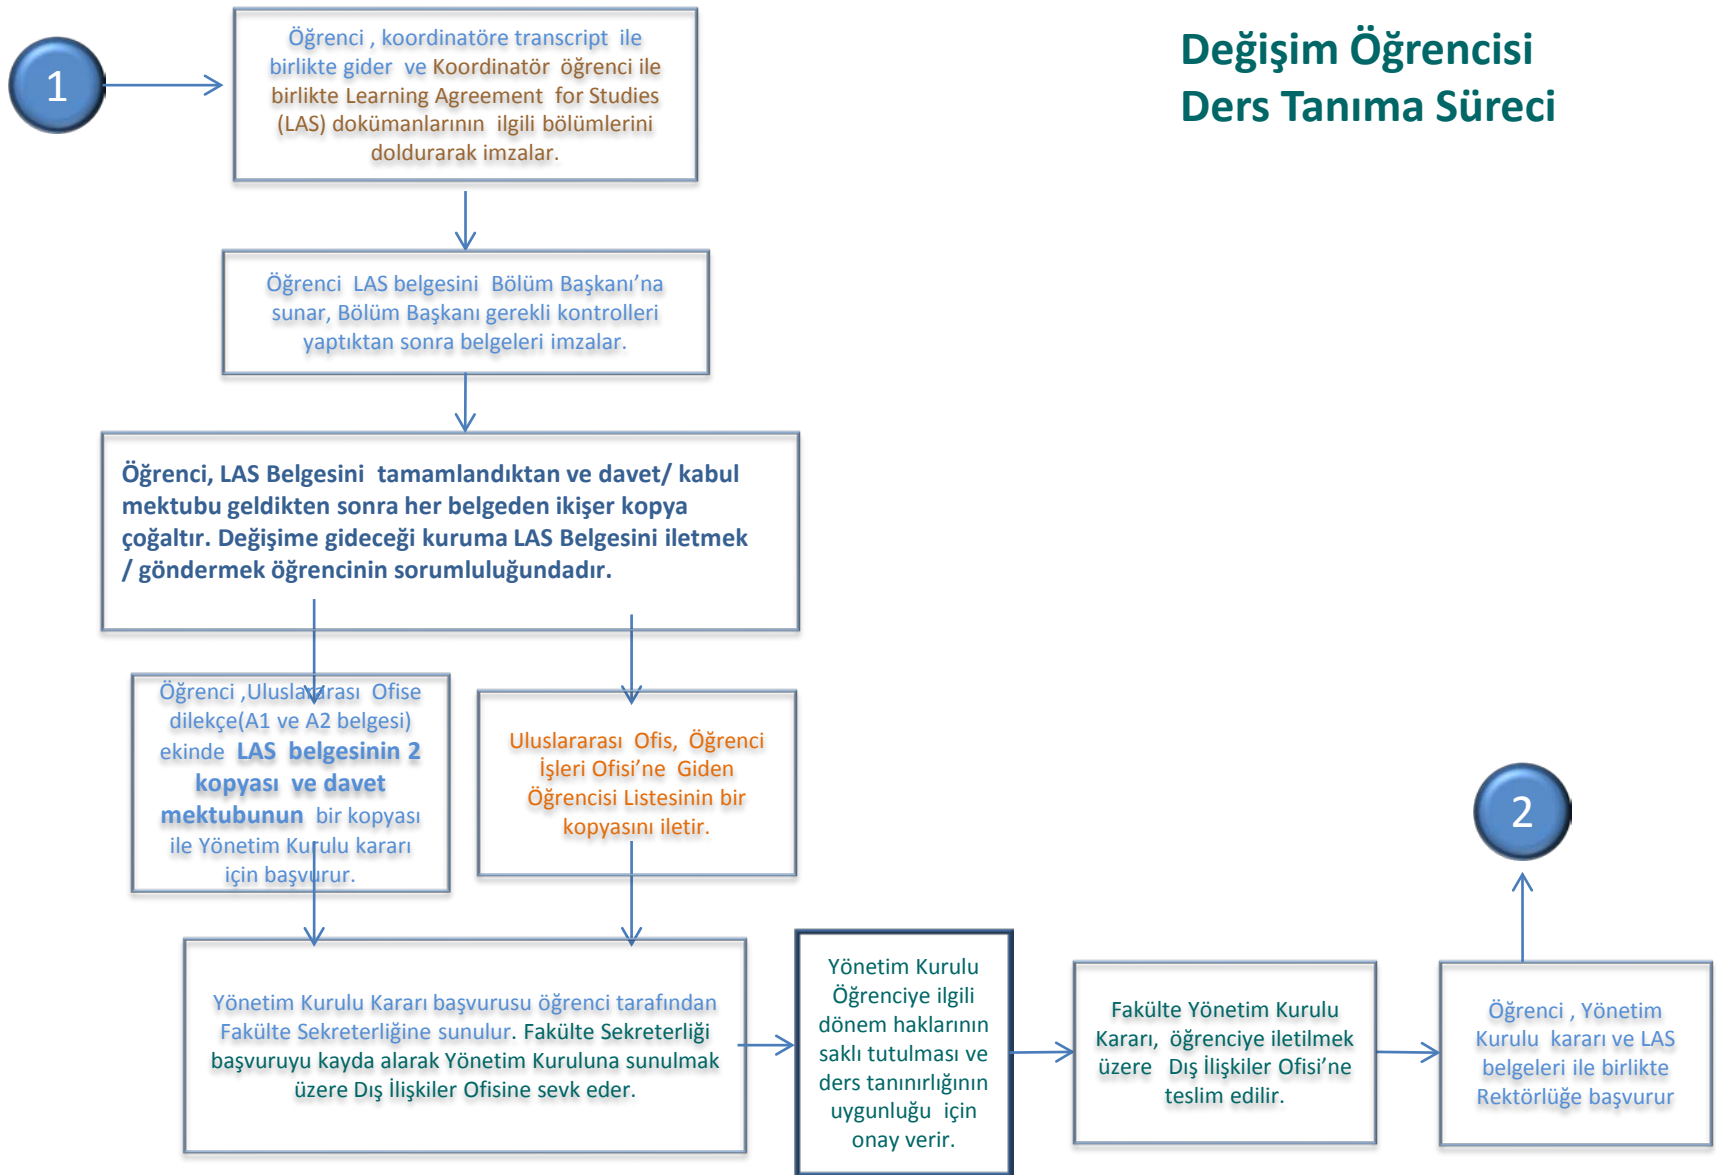 Değişim Öğrencisi
Ders Tanıma Süreci
1
Öğrenci , koordinatöre transcript ile
birlikte gider ve Koordinatör öğrenci ile
birlikte Learning Agreement for Studies
(LAS) dokümanlarının ilgili bölümlerini
doldurarak imzalar.
Öğrenci LAS belgesini Bölüm Başkanı’na
sunar, Bölüm Başkanı gerekli kontrolleri
yaptıktan sonra belgeleri imzalar.
Öğrenci, LAS Belgesini tamamlandıktan ve davet/ kabul
mektubu geldikten sonra her belgeden ikişer kopya
çoğaltır. Değişime gideceği kuruma LAS Belgesini iletmek
/ göndermek öğrencinin sorumluluğundadır.
Öğrenci ,Uluslararası Ofise
dilekçe(A1 ve A2 belgesi)
ekinde LAS belgesinin 2
kopyası ve davet
mektubunun bir kopyası
ile Yönetim Kurulu kararı
için başvurur.
Uluslararası Ofis, Öğrenci
İşleri Ofisi’ne Giden
Öğrencisi Listesinin bir
kopyasını iletir.
Yönetim Kurulu Kararı başvurusu öğrenci tarafından
Fakülte Sekreterliğine sunulur. Fakülte Sekreterliği
başvuruyu kayda alarak Yönetim Kuruluna sunulmak
üzere Dış İlişkiler Ofisine sevk eder.
Yönetim Kurulu
Öğrenciye ilgili
dönem haklarının
saklı tutulması ve
ders tanınırlığının
uygunluğu için
onay verir.
Fakülte Yönetim Kurulu
Kararı, öğrenciye iletilmek
üzere Dış İlişkiler Ofisi’ne
teslim edilir.
Öğrenci , Yönetim
Kurulu kararı ve LAS
belgeleri ile birlikte
Rektörlüğe başvurur
2